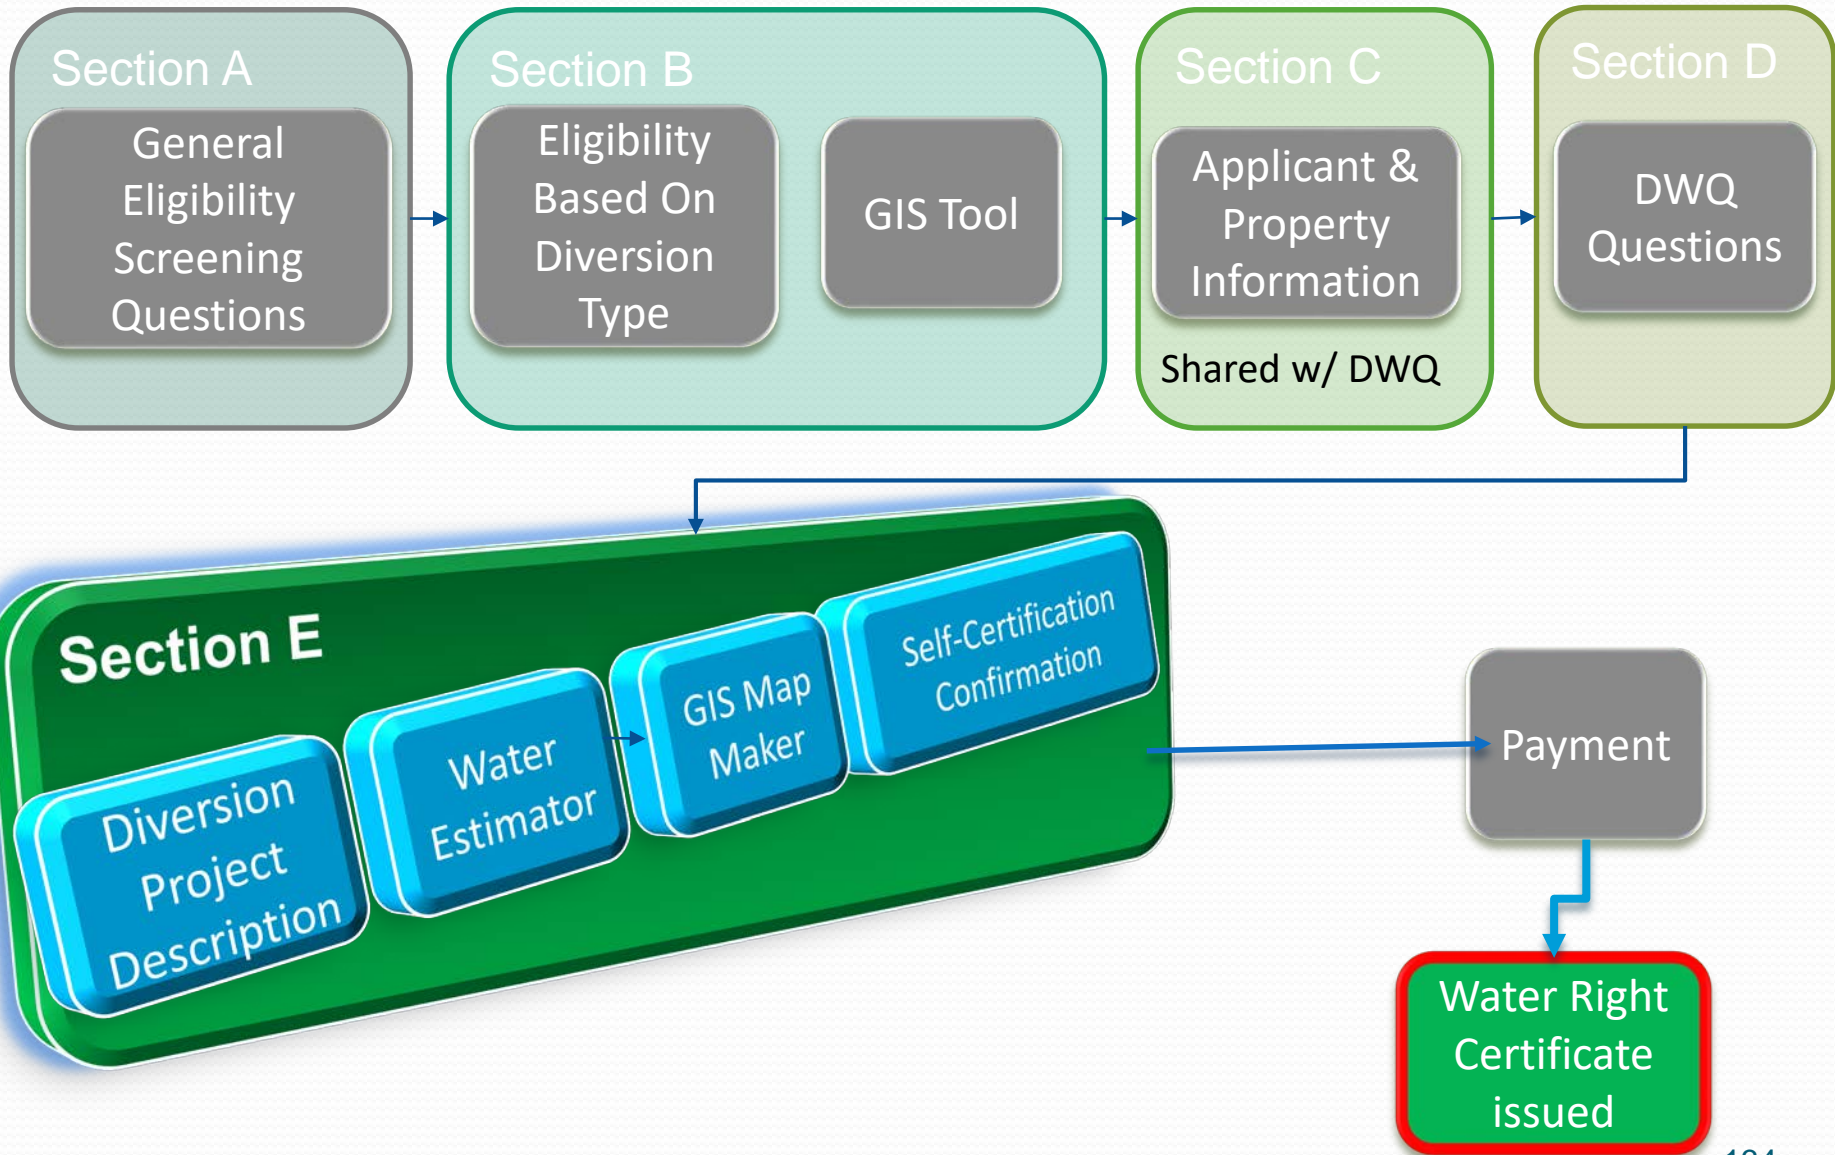 Section A
General
Eligibility
Screening
Questions
Section B
Eligibility
Based On
Diversion
Type
GIS Tool
Section C
Applicant &
Property
Information
Shared w/ DWQ
Section D
DWQ
Questions
Section E
Diversion
Project
Description
Water
Estimator
GIS Map
Maker
Self-Certification
Confirmation
Payment
Water Right
Certificate
issued